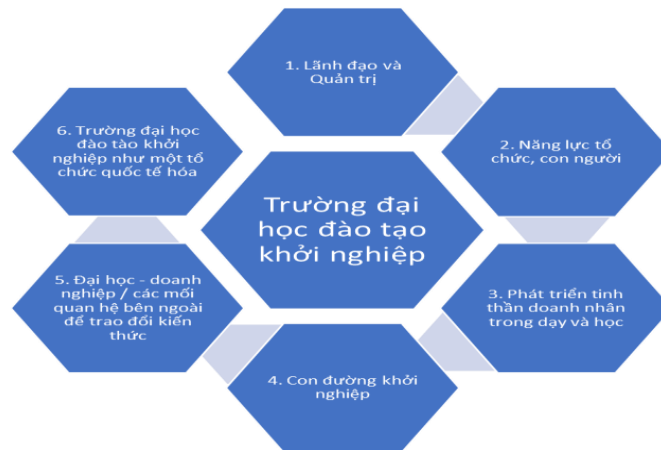 1. Lãnh đạo và
Quản trị
2. Năng lực tổ
chức, con người
3. Phát triển tinh
thần doanh nhân
trong dạy và học
4. Con đường khởi
nghiệp
5. Đại học - doanh
nghiệp / các mối
quan hệ bên ngoài
để trao đổi kiến
thức
6. Trường đại học
đào tào khởi
nghiệp như một tổ
chức quốc tế hóa
Trường đại
học đào tạo
khởi nghiệp